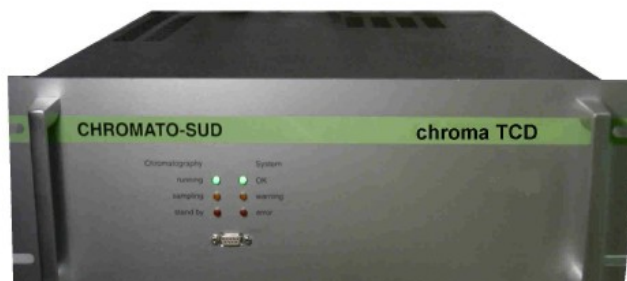 CHROMATO-SUD chroma TCD
Chromatography System
running OK
sampling warning
stand by error